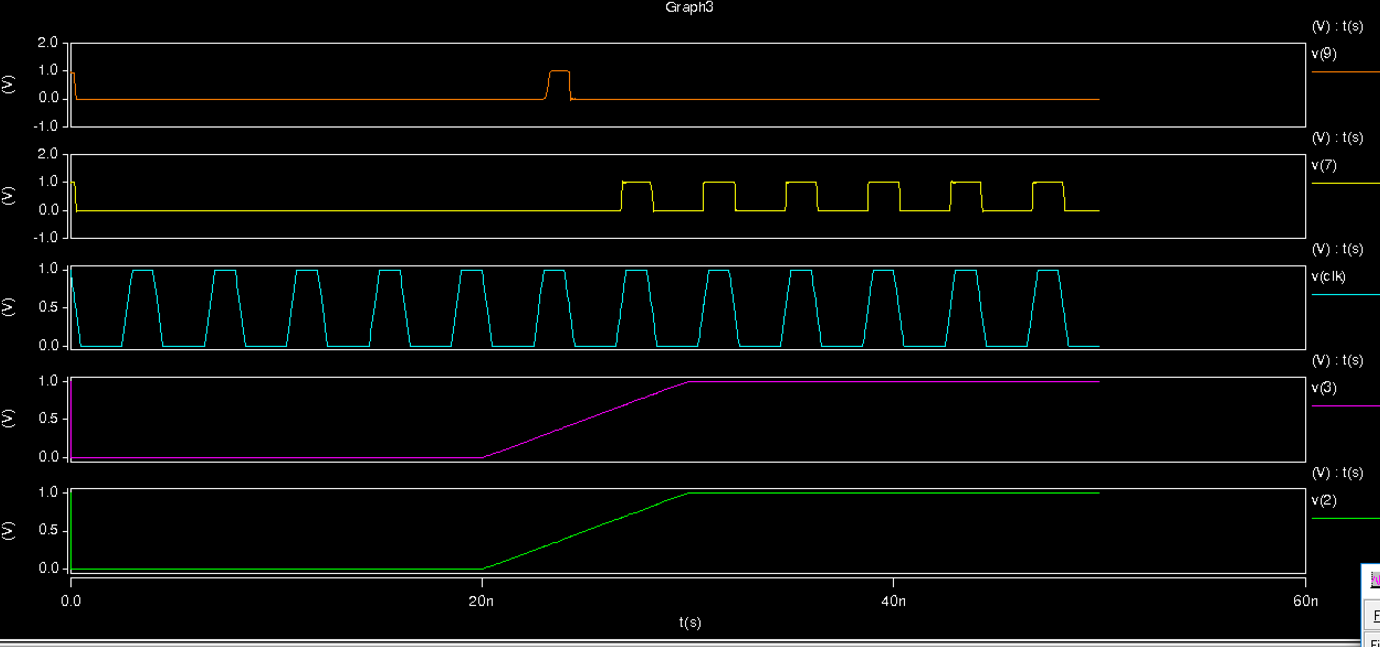 Graph3
(V) : t(s)
v(9)
2.0
1.0
0.0
-1.0
(V)
(V) : t(s)
v(7)
2.0
1.0
0.0
-1.0
(V)
(V) : t(s)
v(clk)
1.0
0.5
0.0
(V)
(V) : t(s)
v(3)
1.0
0.5
0.0
(V)
(V) : t(s)
v(2)
1.0
0.5
0.0
(V)
0.0 20n 40n 60n
t(s)